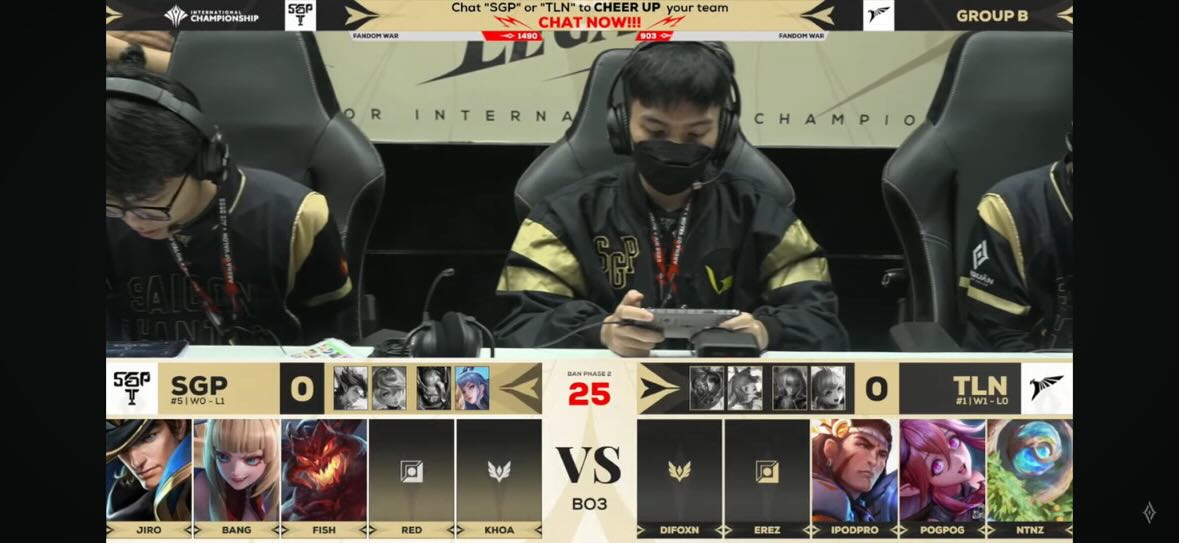 INTERNATIONAL
CHAMPIONSHIP
SGP
Chat "SGP" or "TLN" to CHEER UP your team
CHAT NOW!!!
GROUP B
FANDOM WAR
1490
903
FANDOM WAR
OR INTERNA
CHAMPIO
SGP
SAIGON
SGP
SGP
#5 | W0 - L1
0
BAN PHASE 2
25
0
TLN
#1 | W1 - L0
VS
BO3
JIRO
BANG
FISH
RED
KHOA
DIFOXN
EREZ
IPODPRO
POGPOG
NTNZ